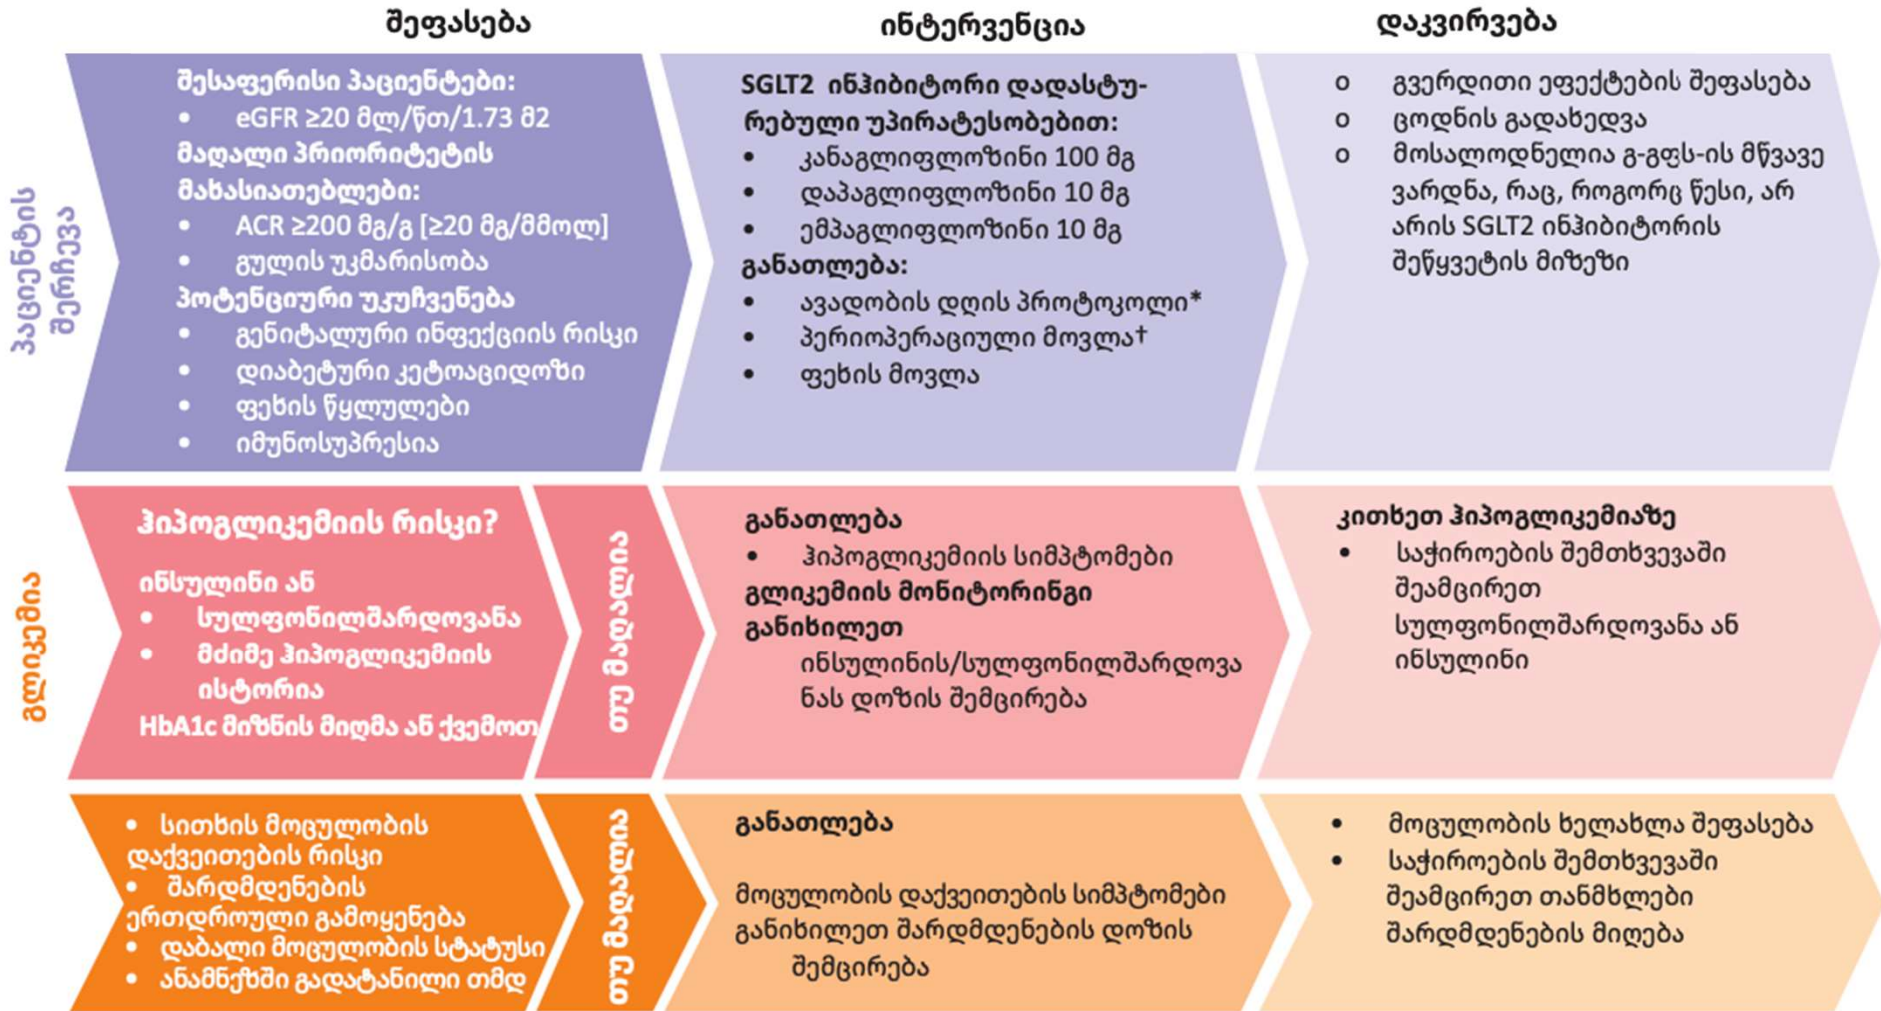 შეფასება
ინტერვენცია
დაკვირვება
პაციენტის
შერჩევა
შესაფერისი პაციენტები:
• eGFR ≥20 მლ/წთ/1.73 მ2
მაღალი პრიორიტეტის
მახასიათებლები:
• ACR ≥200 მგ/გ [≥20 მგ/მმოლ]
• გულის უკმარისობა
პოტენციური უკუჩვენება
• გენიტალური ინფექციის რისკი
• დიაბეტური კეტოაციდოზი
• ფეხის წყლულები
• იმუნოსუპრესია
SGLT2 ინჰიბიტორი დადასტუ-
რებული უპირატესობებით:
• კანაგლიფლოზინი 100 მგ
• დაპაგლიფლოზინი 10 მგ
• ემპაგლიფლოზინი 10 მგ
განათლება:
• ავადობის დღის პროტოკოლი*
• პერიოპერაციული მოვლა†
• ფეხის მოვლა
o გვერდითი ეფექტების შეფასება
o ცოდნის გადახედვა
o მოსალოდნელია გ-გფს-ის მწვავე
ვარდნა, რაც, როგორც წესი, არ
არის SGLT2 ინჰიბიტორის
შეწყვეტის მიზეზი
გლიკემია
ჰიპოგლიკემიის რისკი?
ინსულინი ან
• სულფონილშარდოვანა
• მძიმე ჰიპოგლიკემიის
ისტორია
HbA1c მიზნის მიღმა ან ქვემოთ
თუ მაღალია
განათლება
• ჰიპოგლიკემიის სიმპტომები
გლიკემიის მონიტორინგი
განიხილეთ
ინსულინის/სულფონილშარდოვა
ნას დოზის შემცირება
კითხეთ ჰიპოგლიკემიაზე
• საჭიროების შემთხვევაში
შეამცირეთ
სულფონილშარდოვანა ან
ინსულინი
• სითხის მოცულობის
დაქვეითების რისკი
• შარდმდენების
ერთდროული გამოყენება
• დაბალი მოცულობის სტატუსი
• ანამნეზში გადატანილი თმდ
თუ მაღალია
განათლება
მოცულობის დაქვეითების სიმპტომები
განიხილეთ შარდმდენების დოზის
შემცირება
• მოცულობის ხელახლა შეფასება
• საჭიროების შემთხვევაში
შეამცირეთ თანმხლები
შარდმდენების მიღება